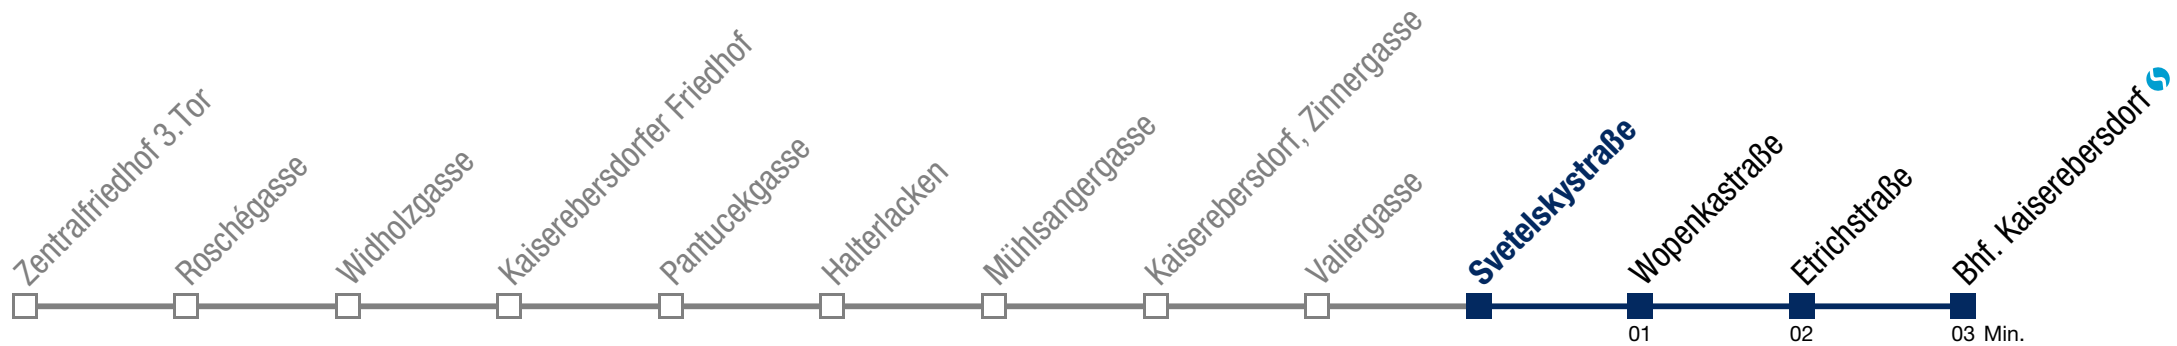 Zentralfriedhof 3.Tor
Roschégasse
Widholzgasse
Kaiserebersdorfer Friedhof
Pantucekgasse
Halterlacken
Mühlsangergasse
Kaiserebersdorf, Zinnergasse
Valiergasse
Svetelskystraße
Wopenkastraße
Etrichstraße
Bhf. Kaiserebersdorf
01 02 03 Min.